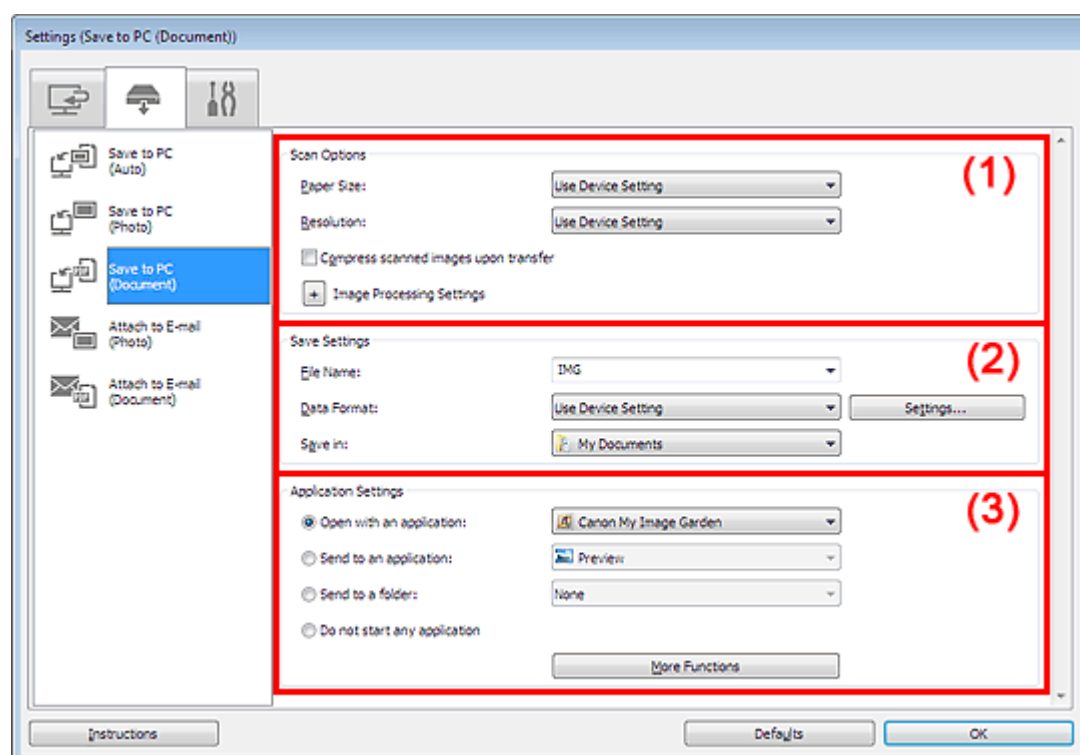 Settings (Save to PC (Document))
Save to PC
(Auto)
Save to PC
(Photo)
Save to PC
(Document)
Attach to E-mail
(Photo)
Attach to E-mail
(Document)
Scan Options
(1)
Paper Size: Use Device Setting
Resolution: Use Device Setting
Compress scanned images upon transfer
+ Image Processing Settings
Save Settings
(2)
File Name: IMG
Data Format: Use Device Setting Settings...
Save in: My Documents
Application Settings
(3)
Open with an application: Canon My Image Garden
Send to an application: Preview
Send to a folder: None
Do not start any application
More Functions
Instructions Defaults OK